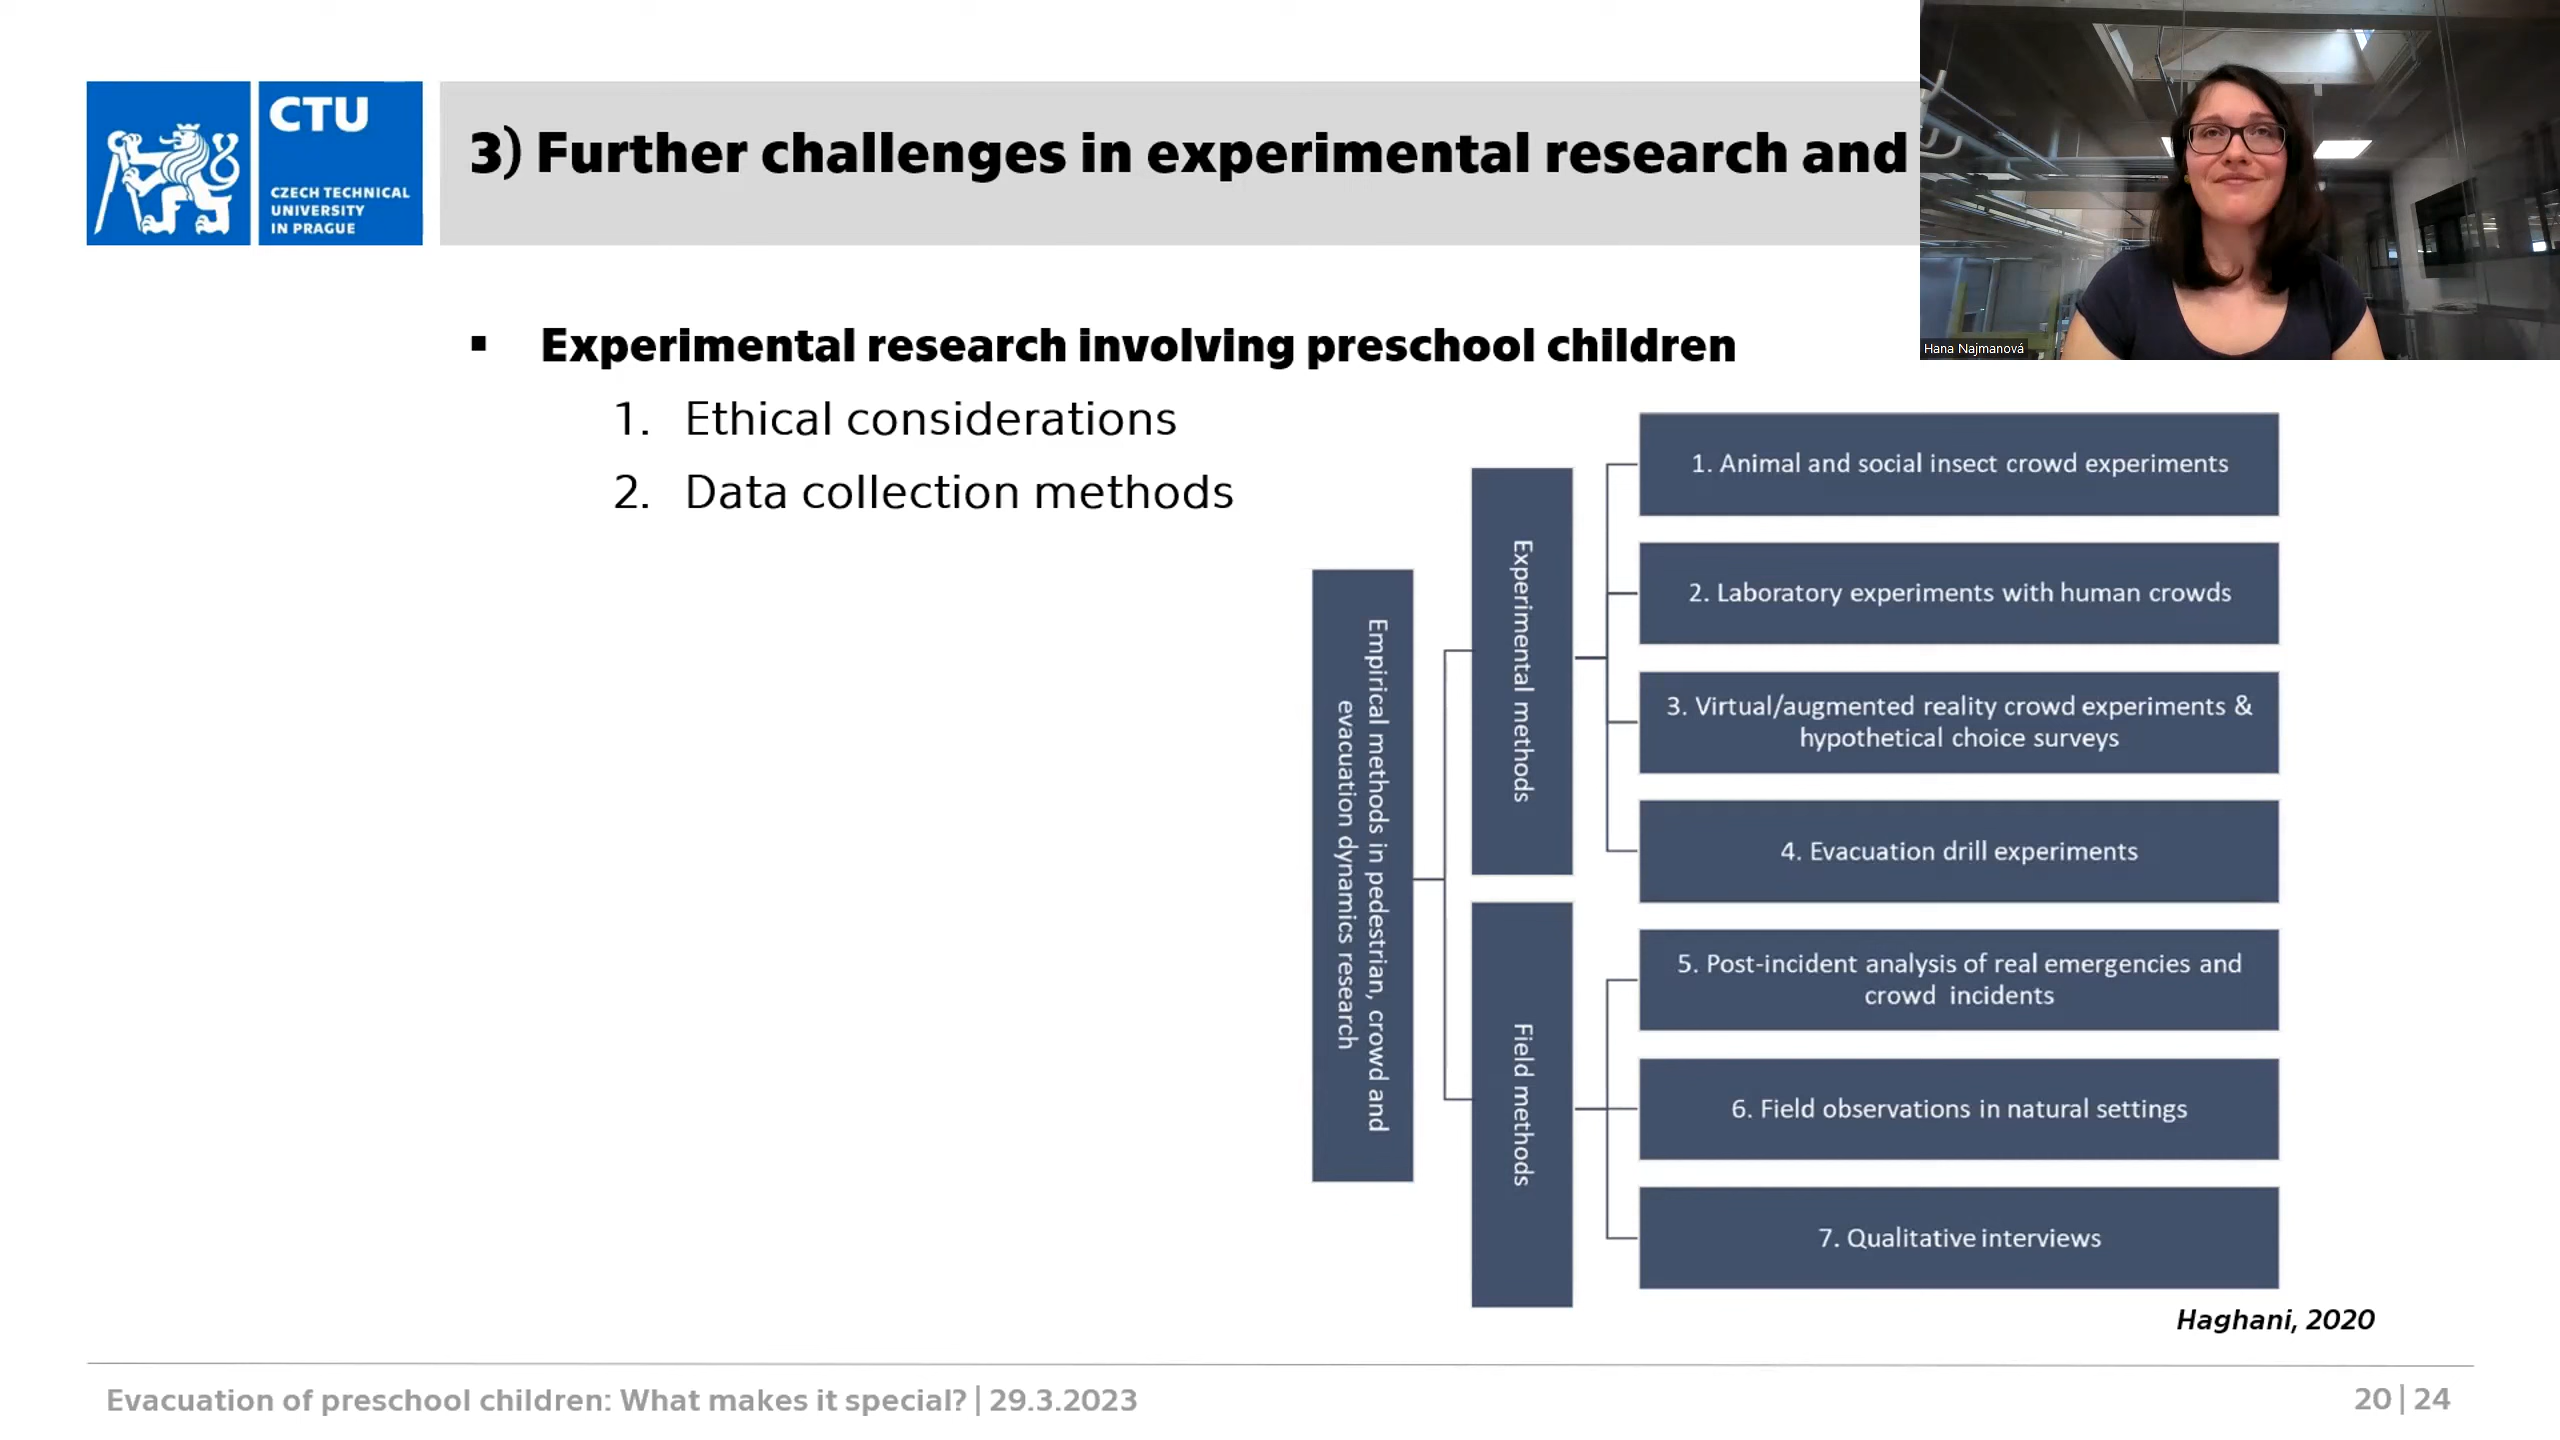 CTU
CZECH TECHNICAL
UNIVERSITY
IN PRAGUE
3) Further challenges in experimental research and
Hana Najmanová
▪ Experimental research involving preschool children
1. Ethical considerations
2. Data collection methods
Empirical methods in pedestrian, crowd and
evacuation dynamics research
Experimental methods
1. Animal and social insect crowd experiments
2. Laboratory experiments with human crowds
3. Virtual/augmented reality crowd experiments &
hypothetical choice surveys
4. Evacuation drill experiments
Field methods
5. Post-incident analysis of real emergencies and
crowd incidents
6. Field observations in natural settings
7. Qualitative interviews
Haghani, 2020
Evacuation of preschool children: What makes it special? | 29.3.2023
20 | 24